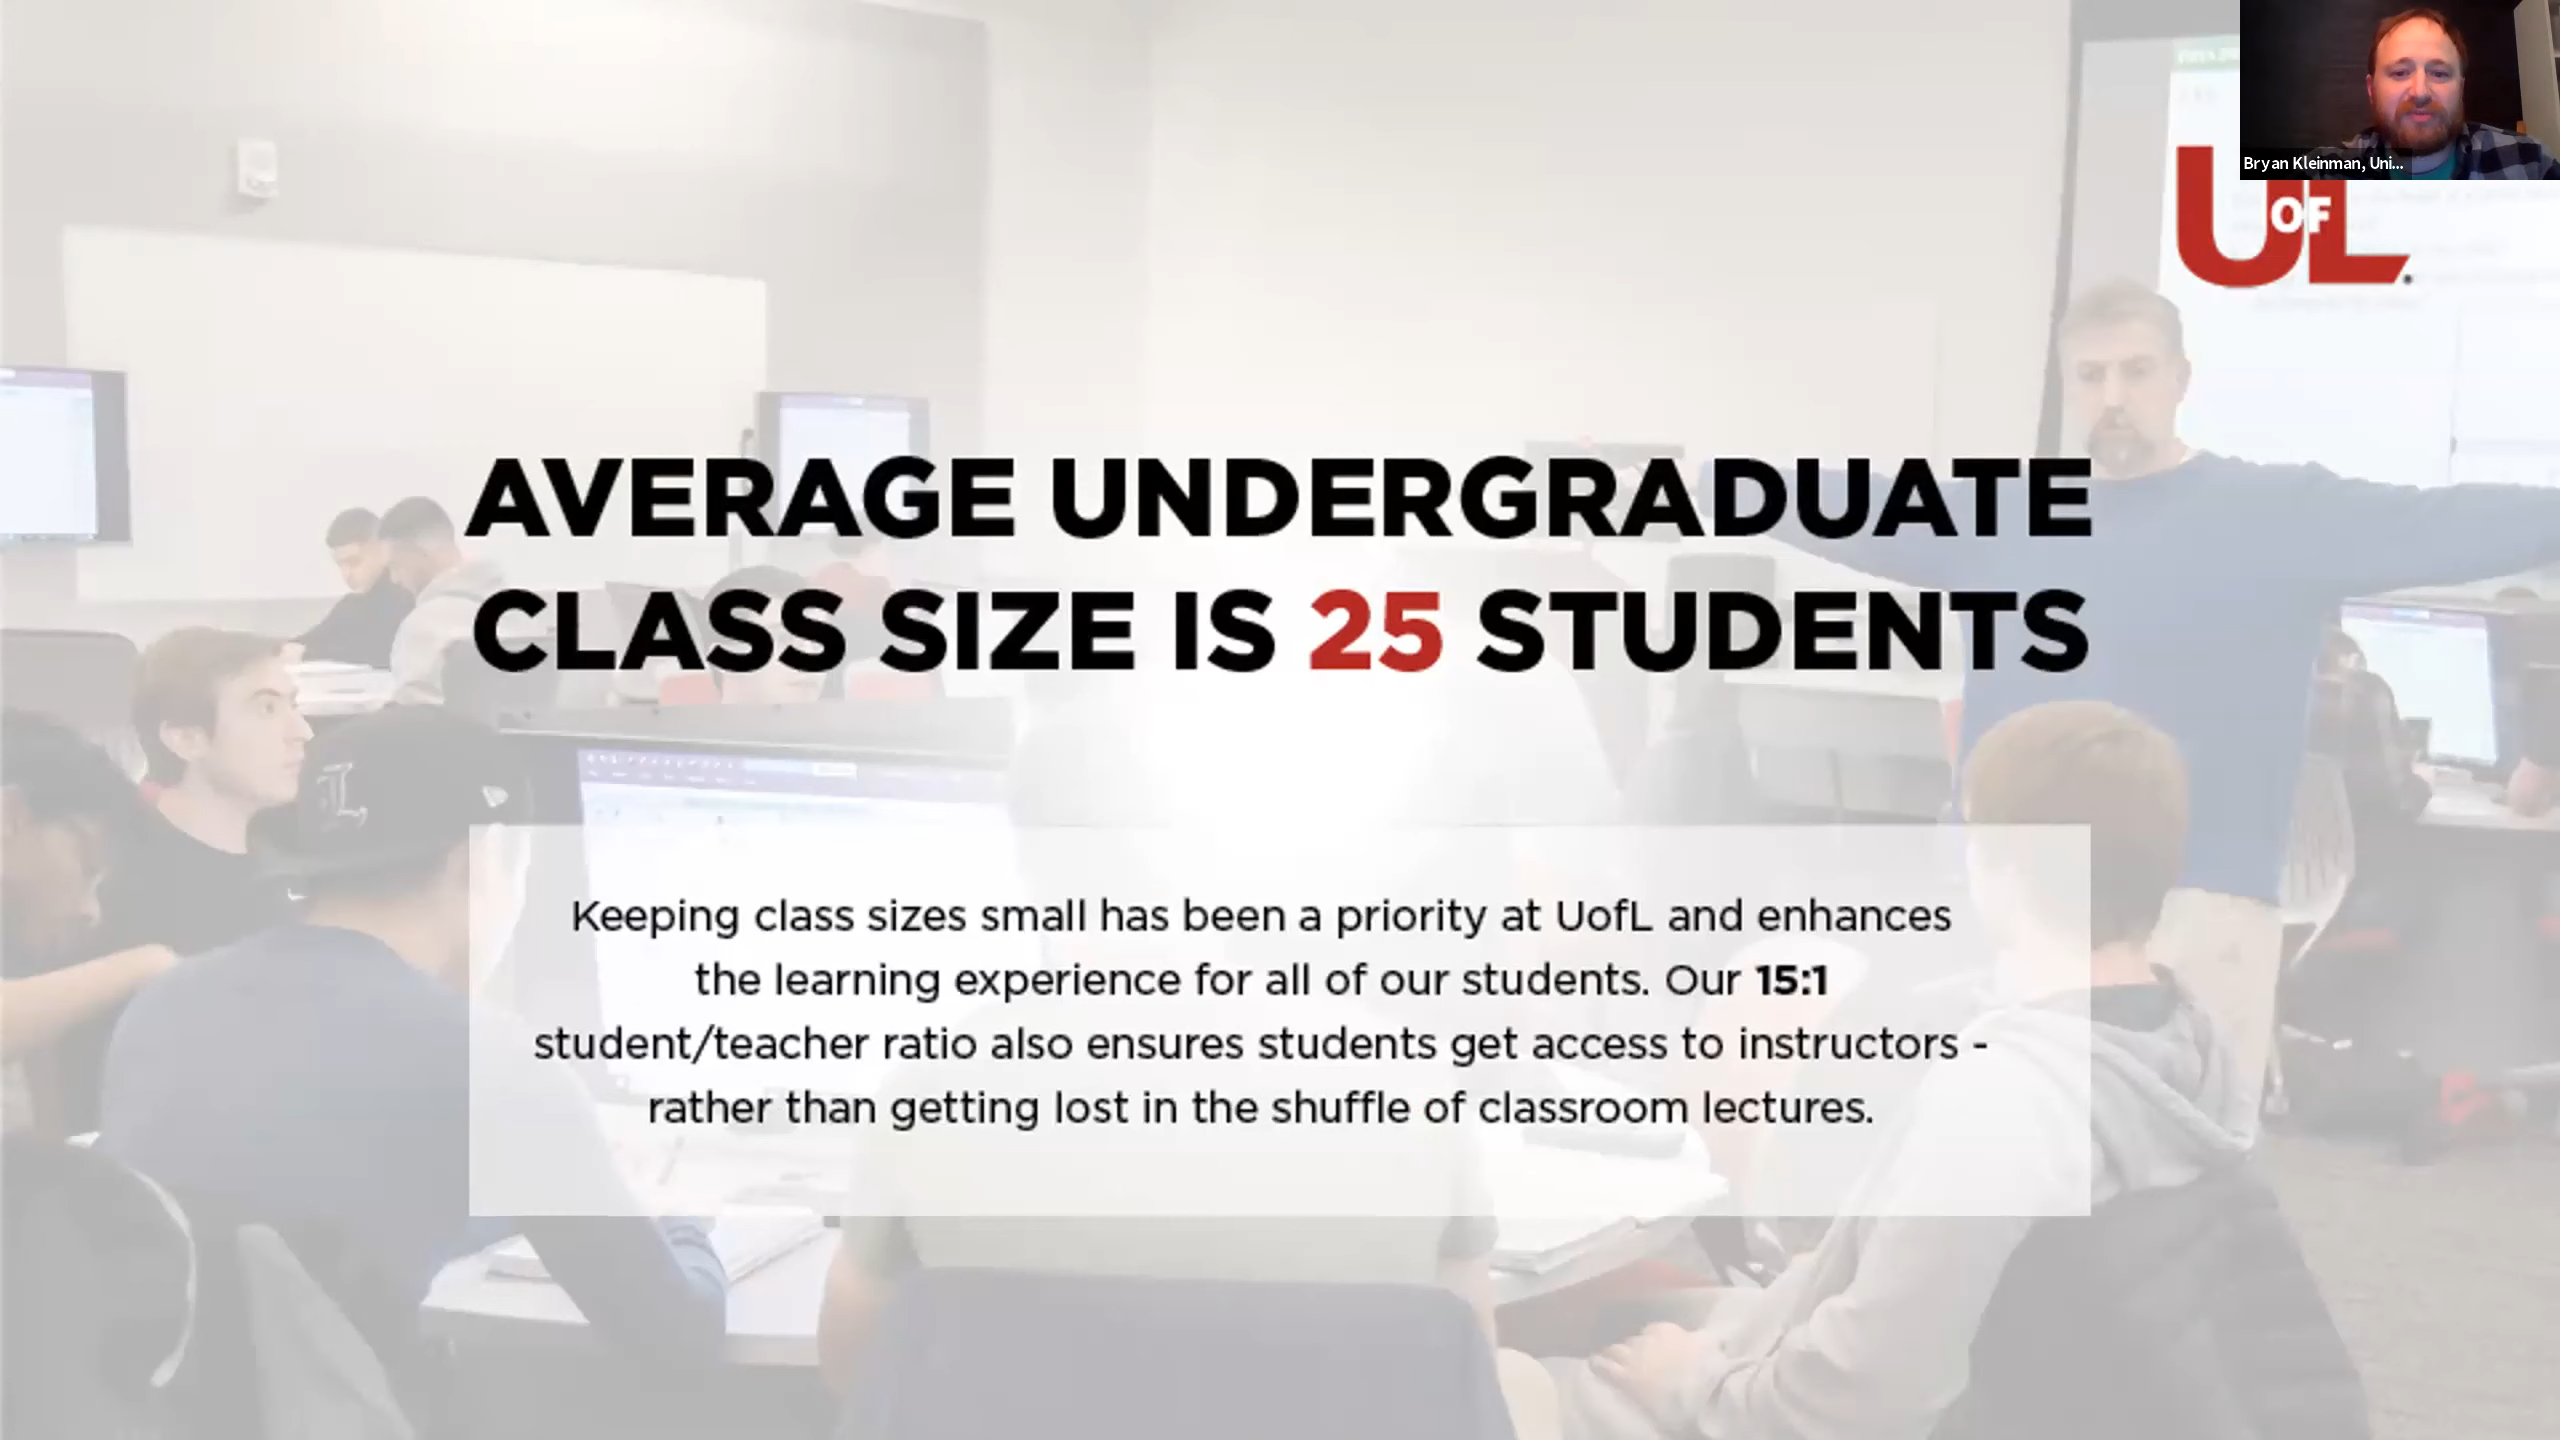 Bryan Kleinman, Uni...
UOFL.
AVERAGE UNDERGRADUATE
CLASS SIZE IS 25 STUDENTS
Keeping class sizes small has been a priority at UofL and enhances
the learning experience for all of our students. Our 15:1
student/teacher ratio also ensures students get access to instructors -
rather than getting lost in the shuffle of classroom lectures.